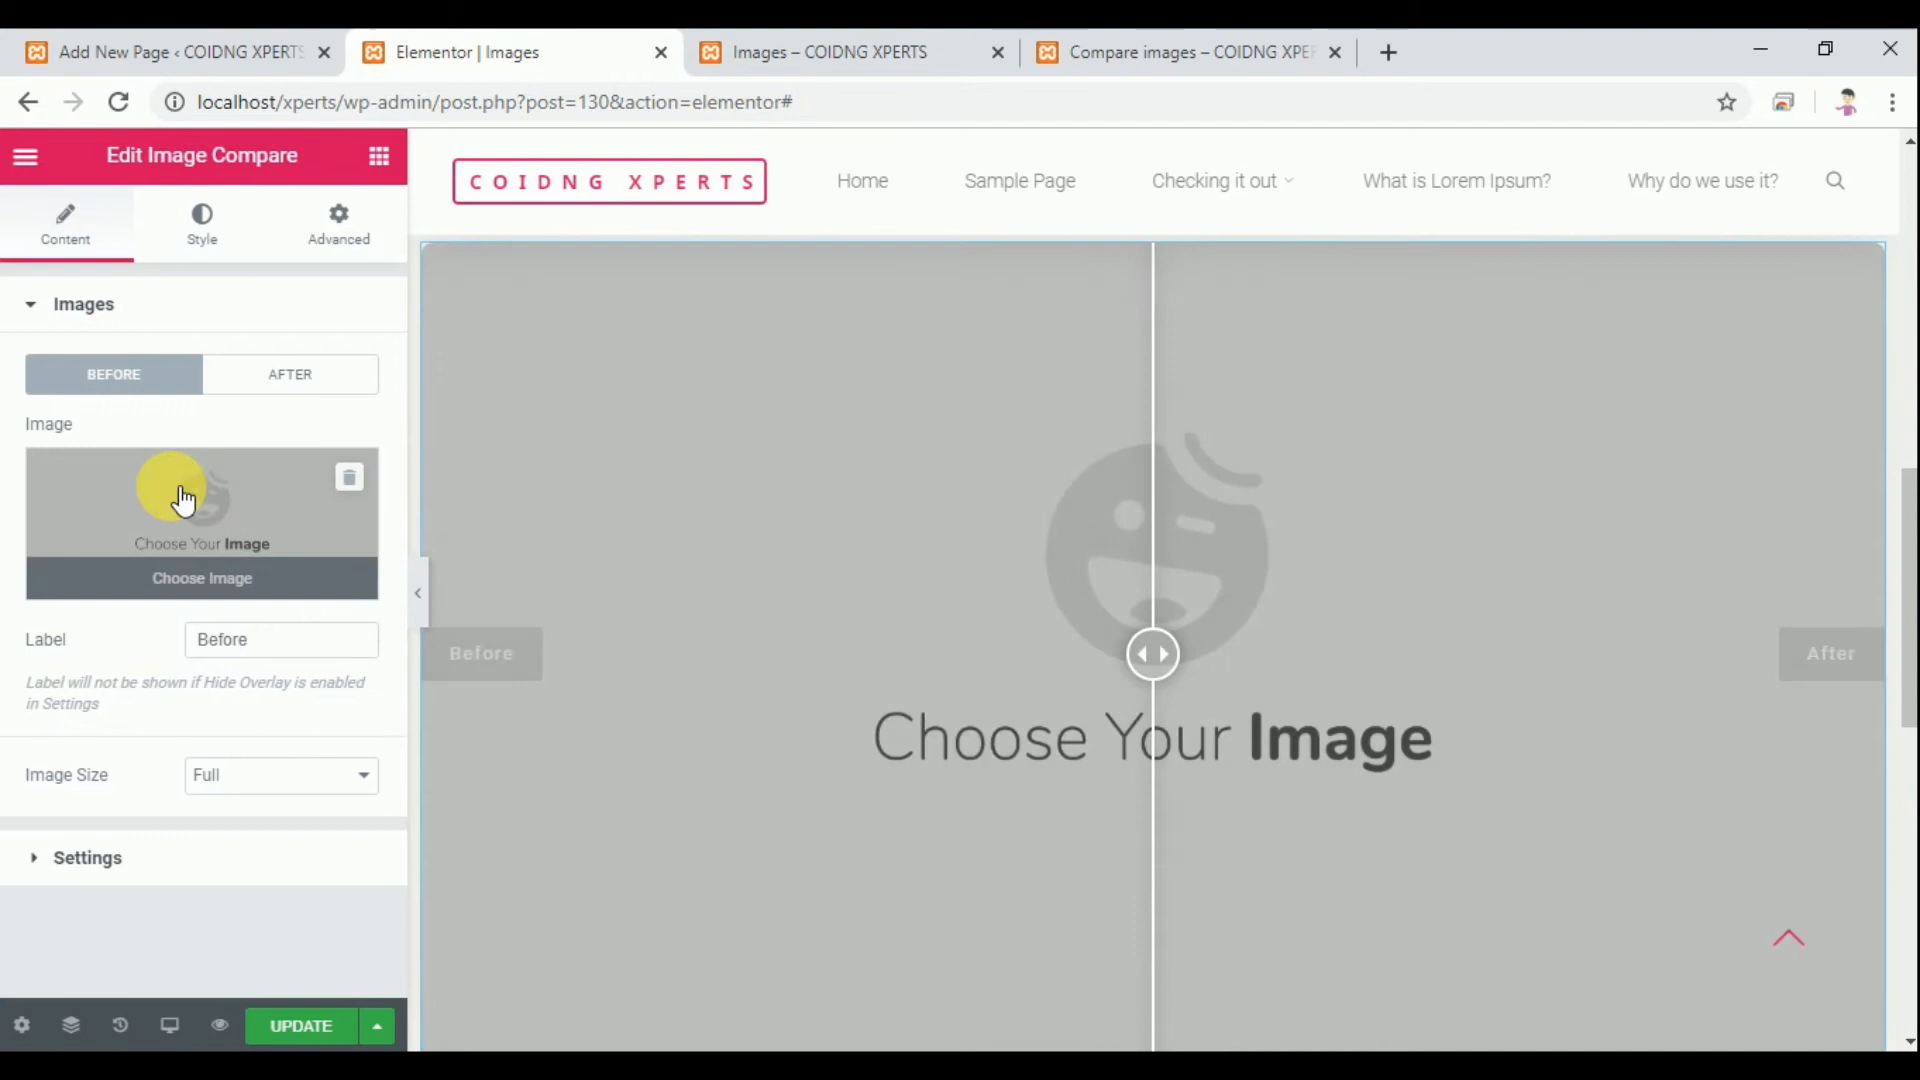 Add New Page ‹ COIDNG XPERTS
Elementor | Images
Images – COIDNG XPERTS
Compare images – COIDNG XPER
localhost/xperts/wp-admin/post.php?post=130&action=elementor#
Edit Image Compare
COIDNG XPERTS
Home
Sample Page
Checking it out
What is Lorem Ipsum?
Why do we use it?
Content
Style
Advanced
Images
BEFORE
AFTER
Image
Choose Your Image
Choose Image
Label
Before
Label will not be shown if Hide Overlay is enabled
in Settings
Image Size
Full
Settings
UPDATE
Before
After
Choose Your Image